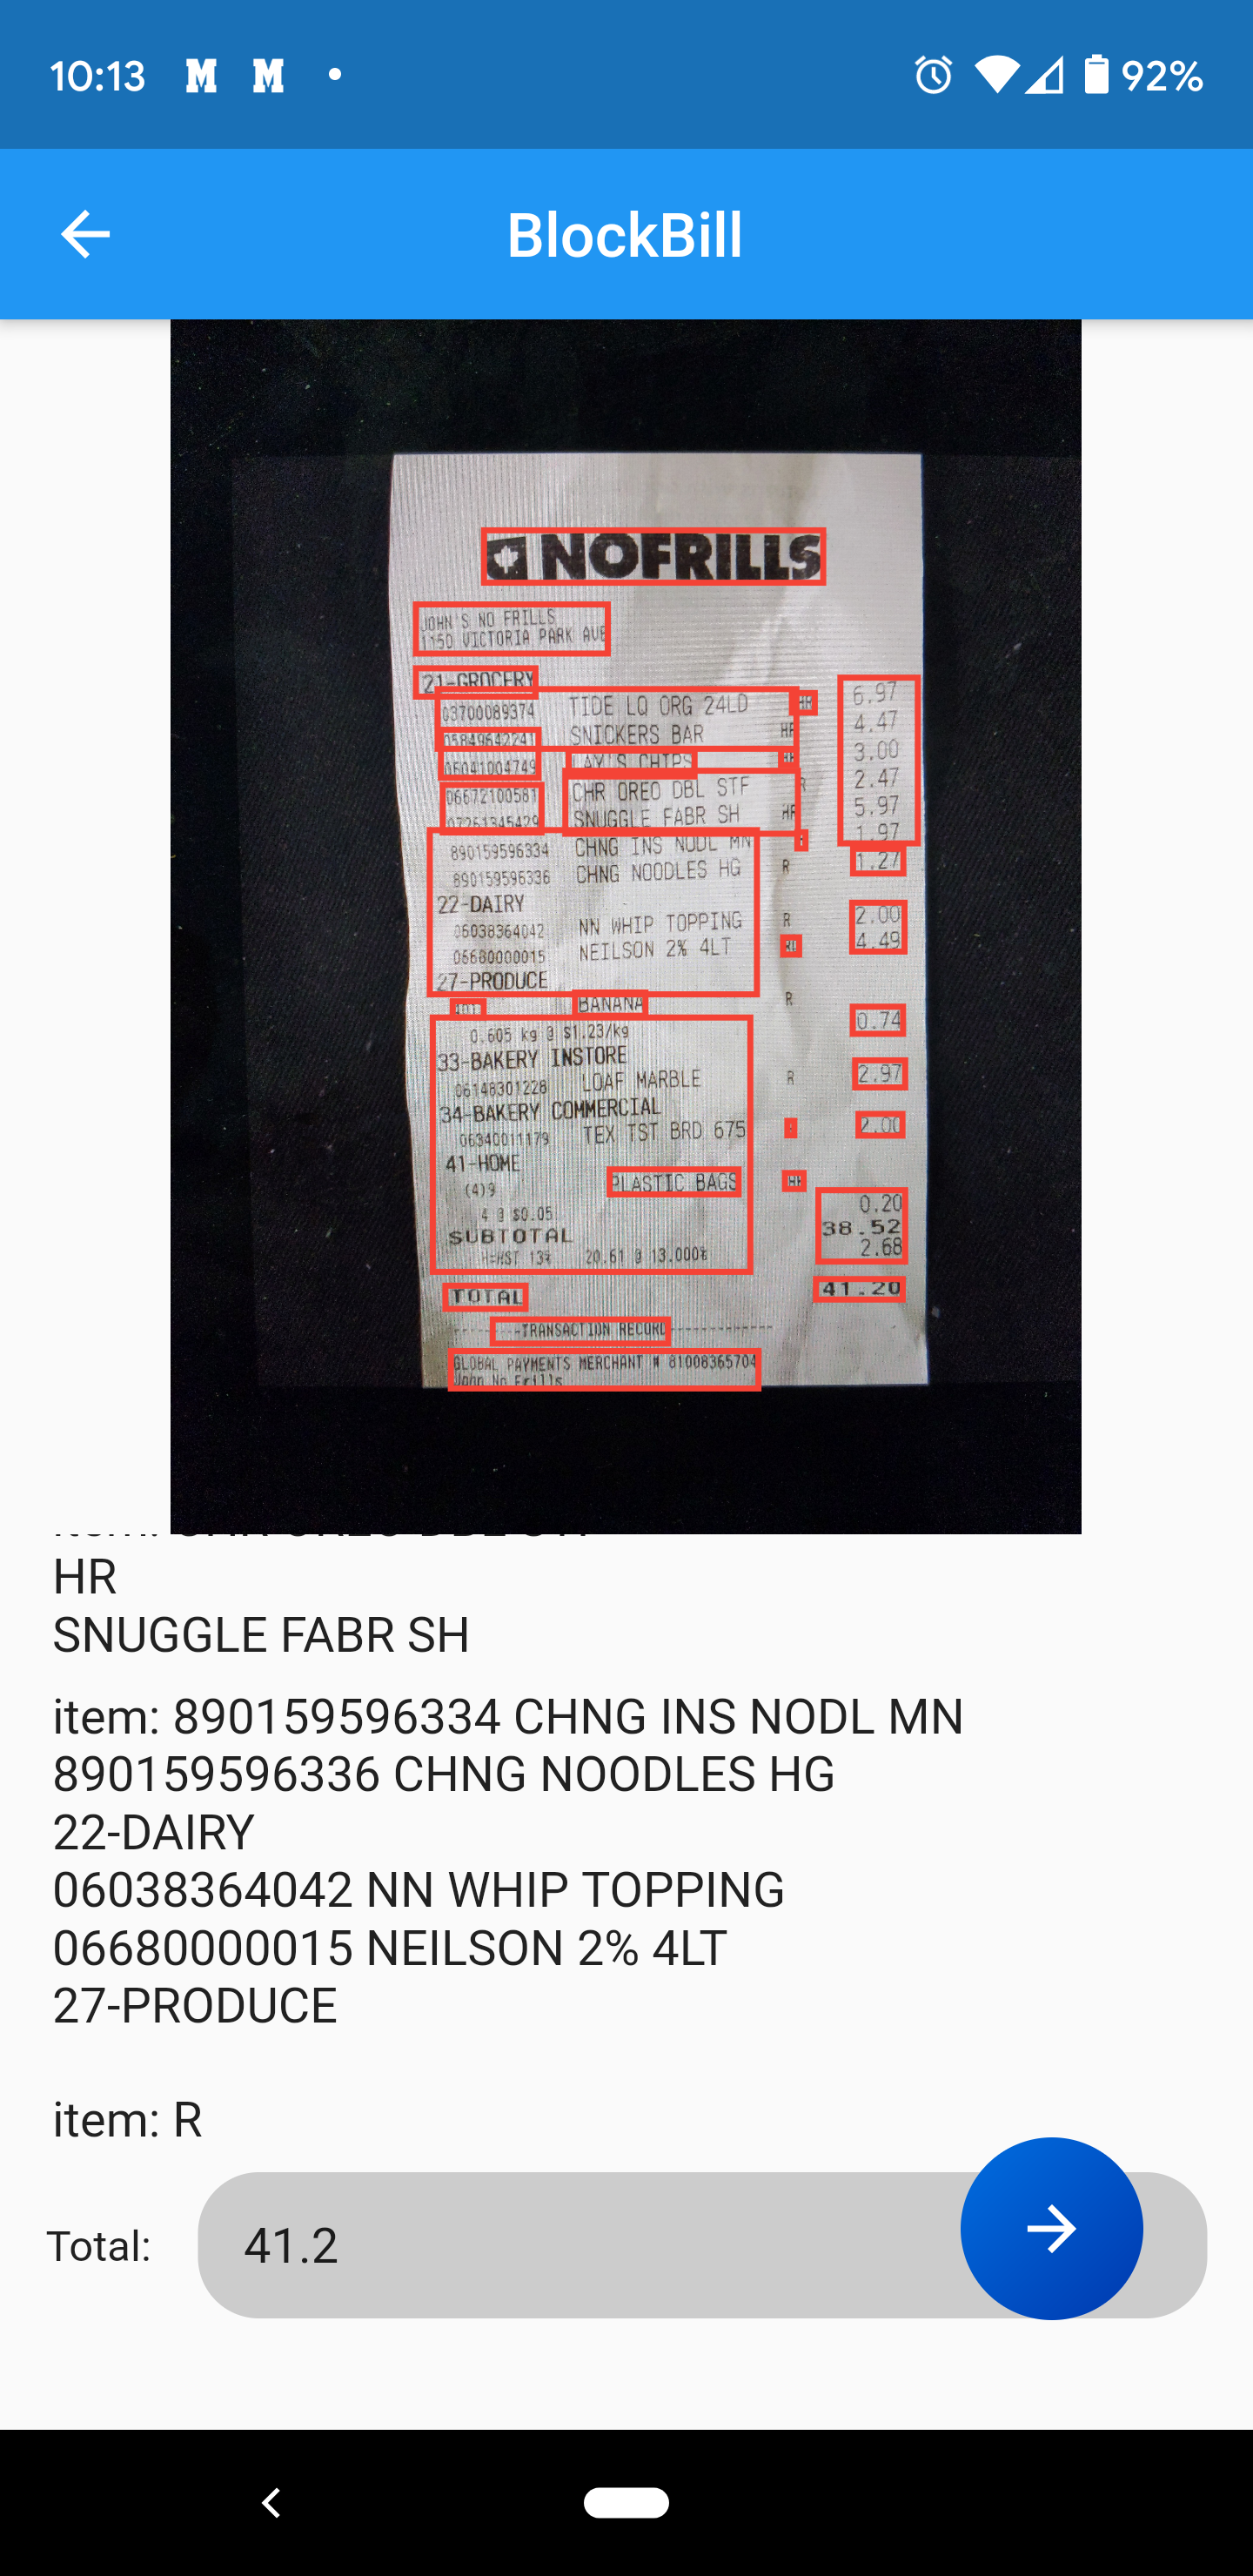 10:13 M M 92%
BlockBill
NOFRILLS
JOHN'S NO FRILLS
1150 VICTORIA PARK AVE
21-GROCERY
03700089374 TIDE LQ ORG 24LD HR 6.97
05849642241 SNICKERS BAR HR 4.47
06041004749 LAY'S CHIPS HR 3.00
06672100581 CHR OREO DBL STF R 2.47
07261345429 SNUGGLE FABR SH HR 5.97
890159596334 CHNG INS NODL MN R 1.97
890159596336 CHNG NOODLES HG R 1.27
22-DAIRY
06038364042 NN WHIP TOPPING R 2.00
06680000015 NEILSON 2% 4LT 4.49
27-PRODUCE
BANANA R
0.605 kg @ $1.23/kg 0.74
33-BAKERY INSTORE
06148301228 LOAF MARBLE R 2.97
34-BAKERY COMMERCIAL
06340011179 TEX TST BRD 675 2.00
41-HOME
(4)9 PLASTIC BAGS HR
4 @ $0.05 0.20
SUBTOTAL 38.52
H=HST 13% 20.61 @ 13.000% 2.68
TOTAL 41.20
TRANSACTION RECORD
GLOBAL PAYMENTS MERCHANT # 81008365704
John No Frills
HR
SNUGGLE FABR SH
item: 890159596334 CHNG INS NODL MN
890159596336 CHNG NOODLES HG
22-DAIRY
06038364042 NN WHIP TOPPING
06680000015 NEILSON 2% 4LT
27-PRODUCE
item: R
Total: 41.2